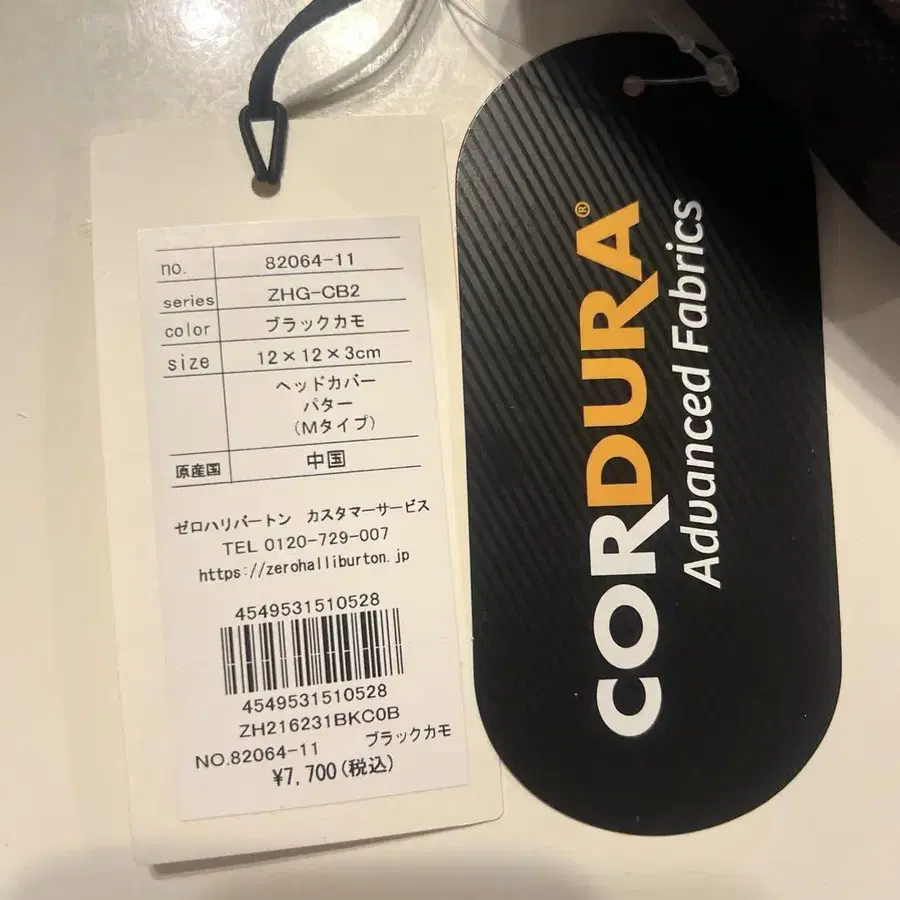 no. 82064-11
series ZHG-CB2
color ブラックカモ
size 12×12×3cm
ヘッドカバー
パター
(Mタイプ)
原産国 中国
ゼロハリバートン カスタマーサービス
TEL 0120-729-007
https://zerohalliburton.jp
4549531510528
4549531510528
ZH216231BKC0B
NO.82064-11 ブラックカモ
¥7,700(税込)
CORDURA®
Advanced Fabrics